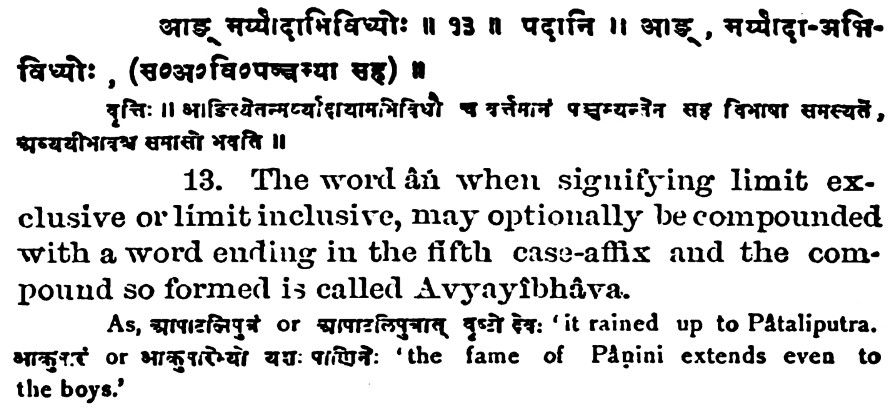 आङ् मर्य्यादाभिविध्योः ॥ १३ ॥ पदानि ॥ आङ् , मर्य्यादा-अभि-
विध्योः , (स०अ०वि०पञ्चम्या सह) ॥
वृत्तिः ॥ आङित्येतन्मर्य्यादायामभिविधौ च वर्त्तमानं पञ्चम्यन्तेन सह विभाषा समस्यते,
अव्ययीभावश्च समासो भवति ॥
13. The word âṅ when signifying limit ex-
clusive or limit inclusive, may optionally be compounded
with a word ending in the fifth case-affix and the com-
pound so formed is called Avyayîbhâva.
As, आपाटलिपुत्रं or आपाटलिपुत्रात् वृष्टो देवः 'it rained up to Pâtaliputra.
आकुमारं or आकुमारेभ्यो यशः पाणिनेः 'the fame of Pâṇini extends even to
the boys.'